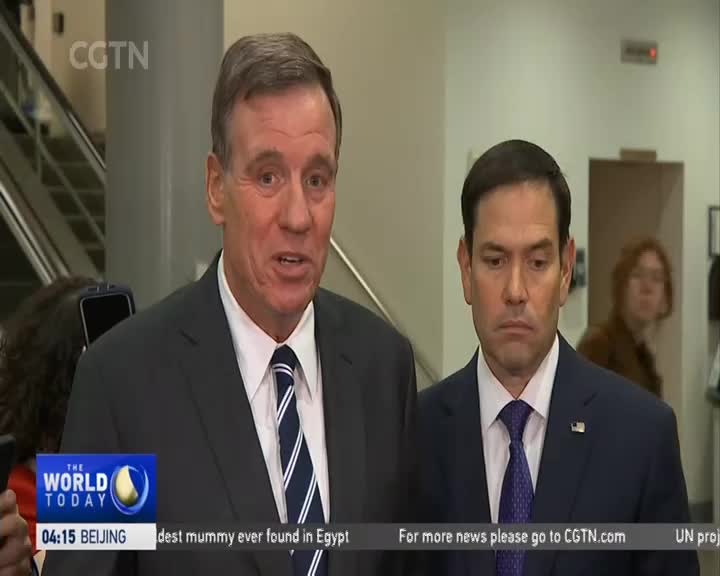 CGTN
THE
WORLD
TODAY
04:15 BEIJING
ldest mummy ever found in Egypt
For more news please go to CGTN.com
UN proj